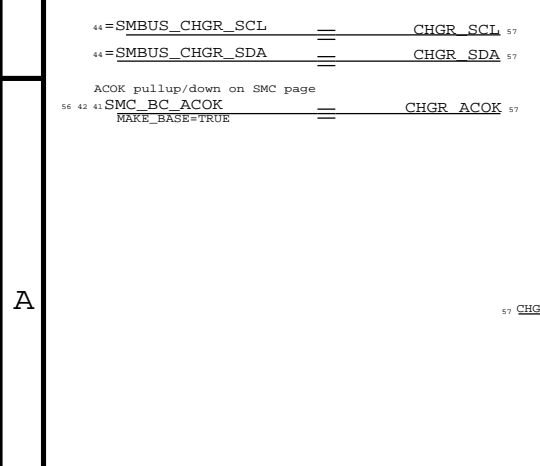 44 =SMBUS_CHGR_SCL CHGR_SCL 57
44 =SMBUS_CHGR_SDA CHGR_SDA 57
ACOK pullup/down on SMC page
56 42 41 SMC_BC_ACOK CHGR_ACOK 57
MAKE_BASE=TRUE
A
57 CHG